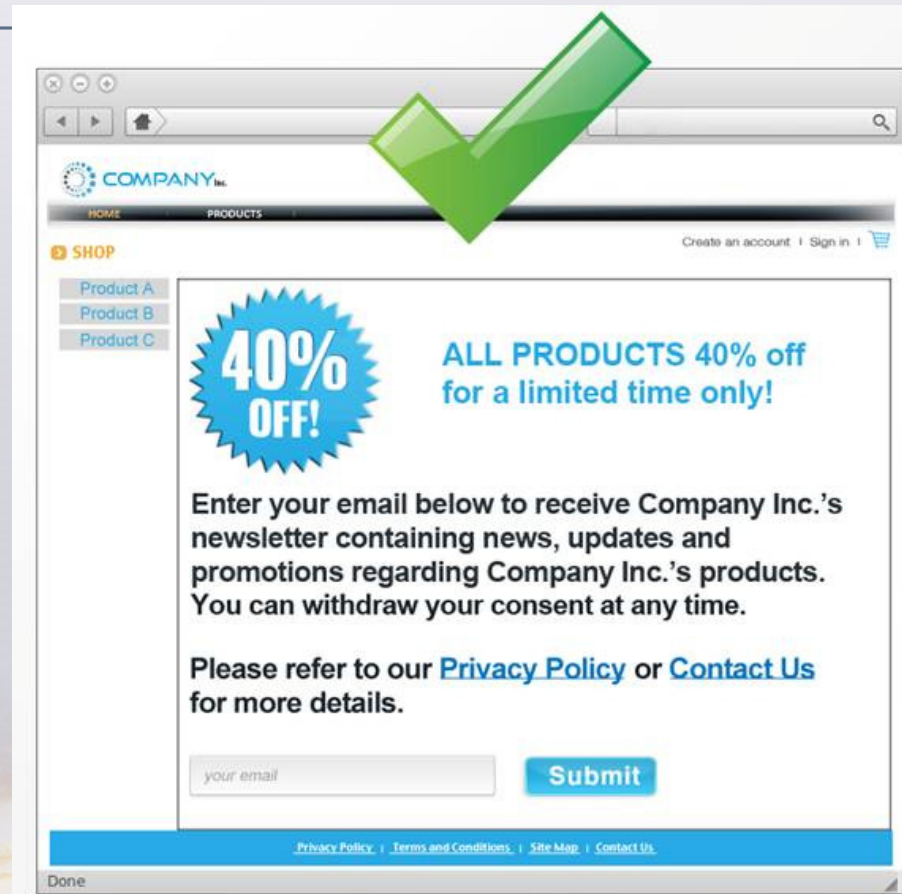 COMPANY Inc.
HOME PRODUCTS
SHOP
Create an account | Sign in |
Product A
Product B
Product C
40%
OFF!
ALL PRODUCTS 40% off
for a limited time only!
Enter your email below to receive Company Inc.’s
newsletter containing news, updates and
promotions regarding Company Inc.’s products.
You can withdraw your consent at any time.
Please refer to our Privacy Policy or Contact Us
for more details.
your email
Submit
Privacy Policy | Terms and Conditions | Site Map | Contact Us
Done